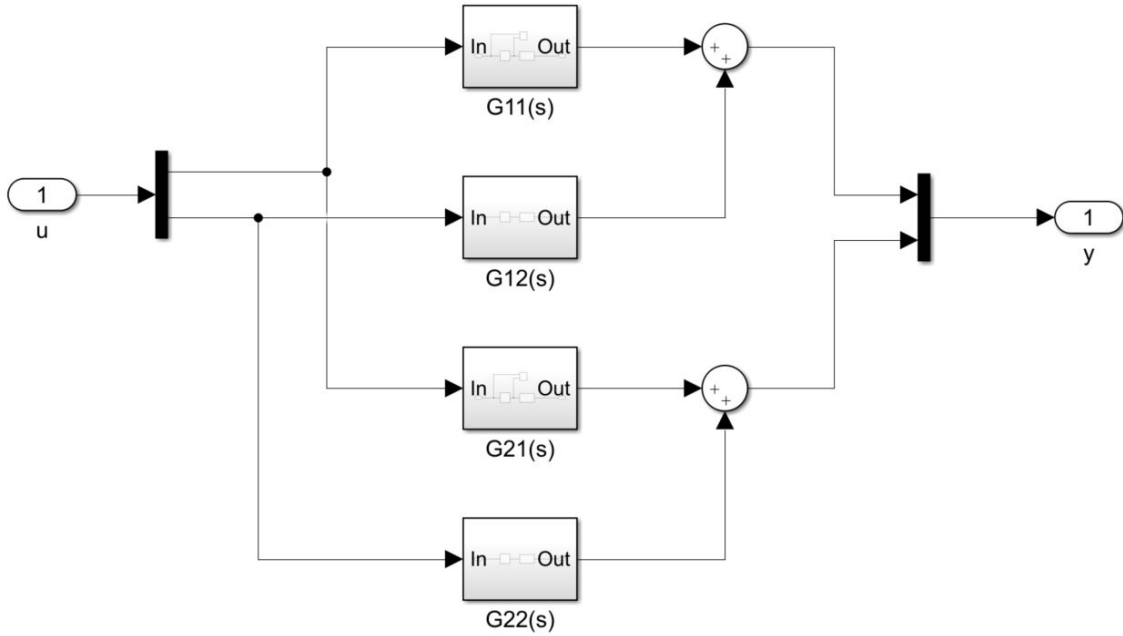 In Out
+
+
G11(s)
1
u
In Out
G12(s)
1
y
In Out
+
+
G21(s)
In Out
G22(s)